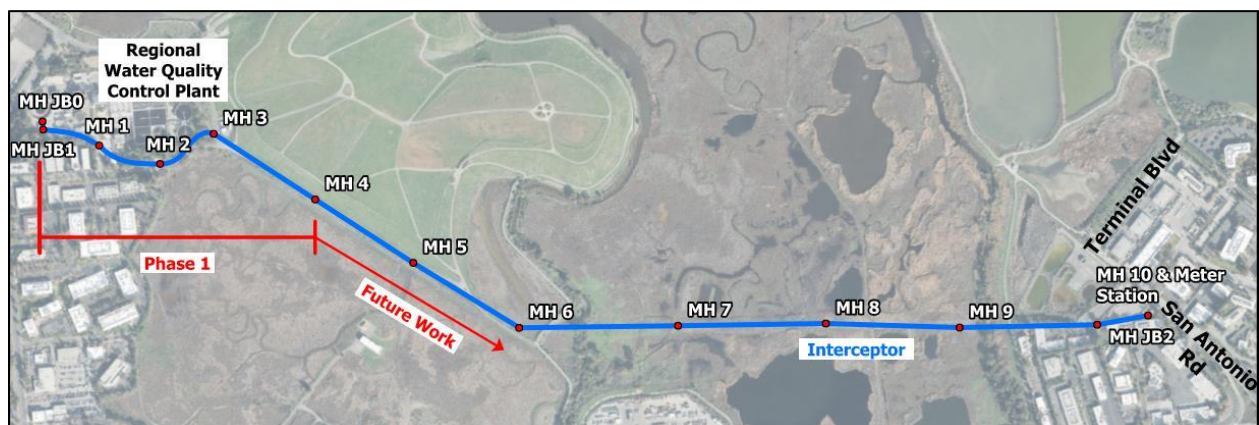 Regional
Water Quality
Control Plant
MH JB0
MH 1
MH JB1
MH 2
MH 3
MH 4
Phase 1
MH 5
Future Work
MH 6
MH 7
MH 8
Interceptor
MH 9
Terminal Blvd
MH 10 & Meter
Station
MH JB2
San Antonio
Rd